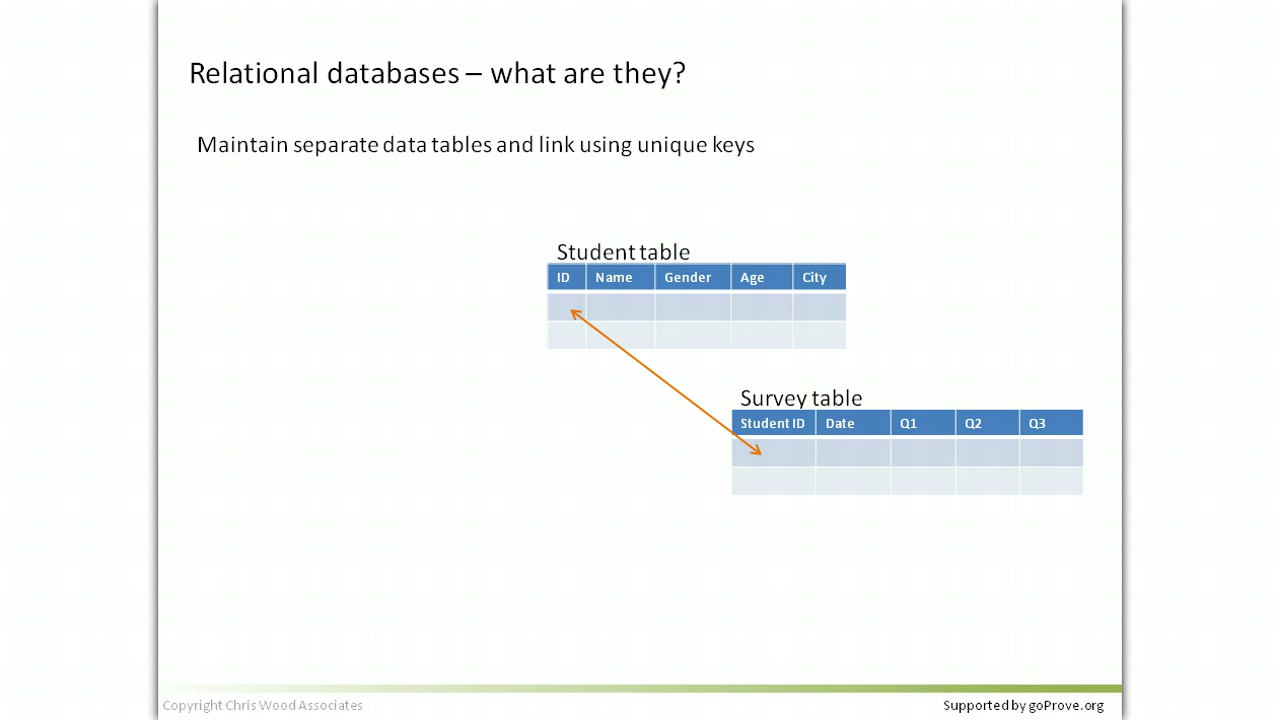 Relational databases – what are they?
Maintain separate data tables and link using unique keys
Student table
ID Name Gender Age City
Survey table
Student ID Date Q1 Q2 Q3
Copyright Chris Wood Associates
Supported by goProve.org